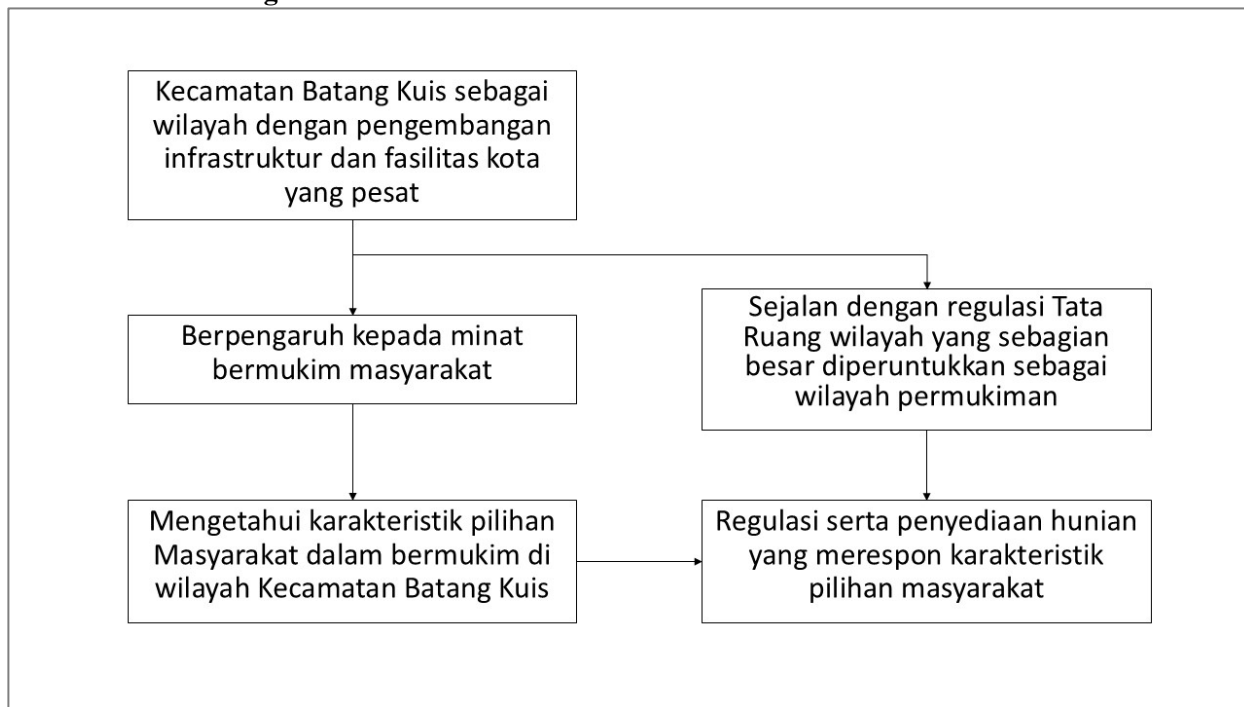 Kecamatan Batang Kuis sebagai
wilayah dengan pengembangan
infrastruktur dan fasilitas kota
yang pesat
Berpengaruh kepada minat
bermukim masyarakat
Sejalan dengan regulasi Tata
Ruang wilayah yang sebagian
besar diperuntukkan sebagai
wilayah permukiman
Mengetahui karakteristik pilihan
Masyarakat dalam bermukim di
wilayah Kecamatan Batang Kuis
Regulasi serta penyediaan hunian
yang merespon karakteristik
pilihan masyarakat